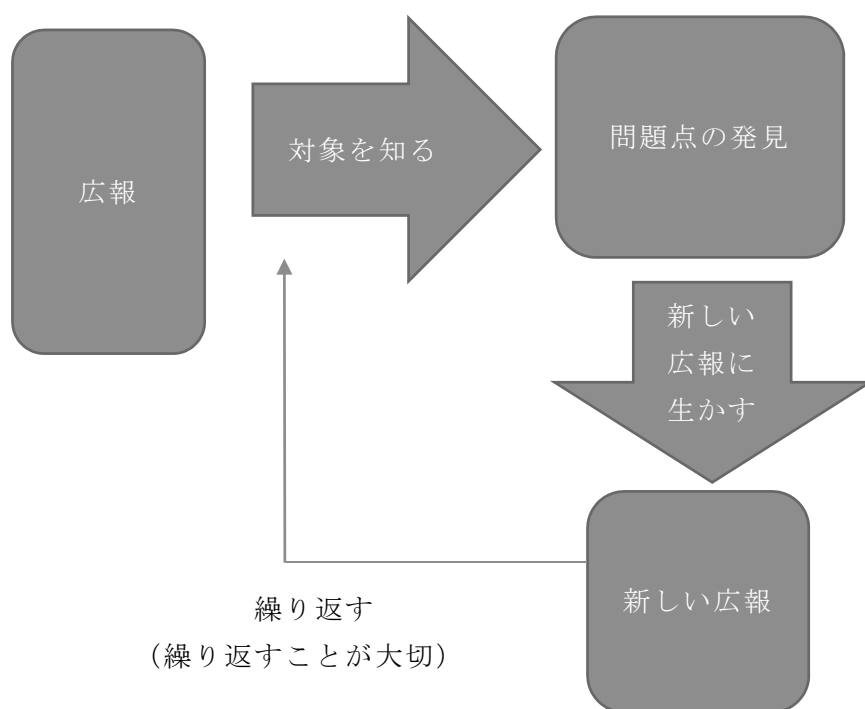 広報
対象を知る
問題点の発見
新しい
広報に
生かす
新しい広報
繰り返す
（繰り返すことが大切）